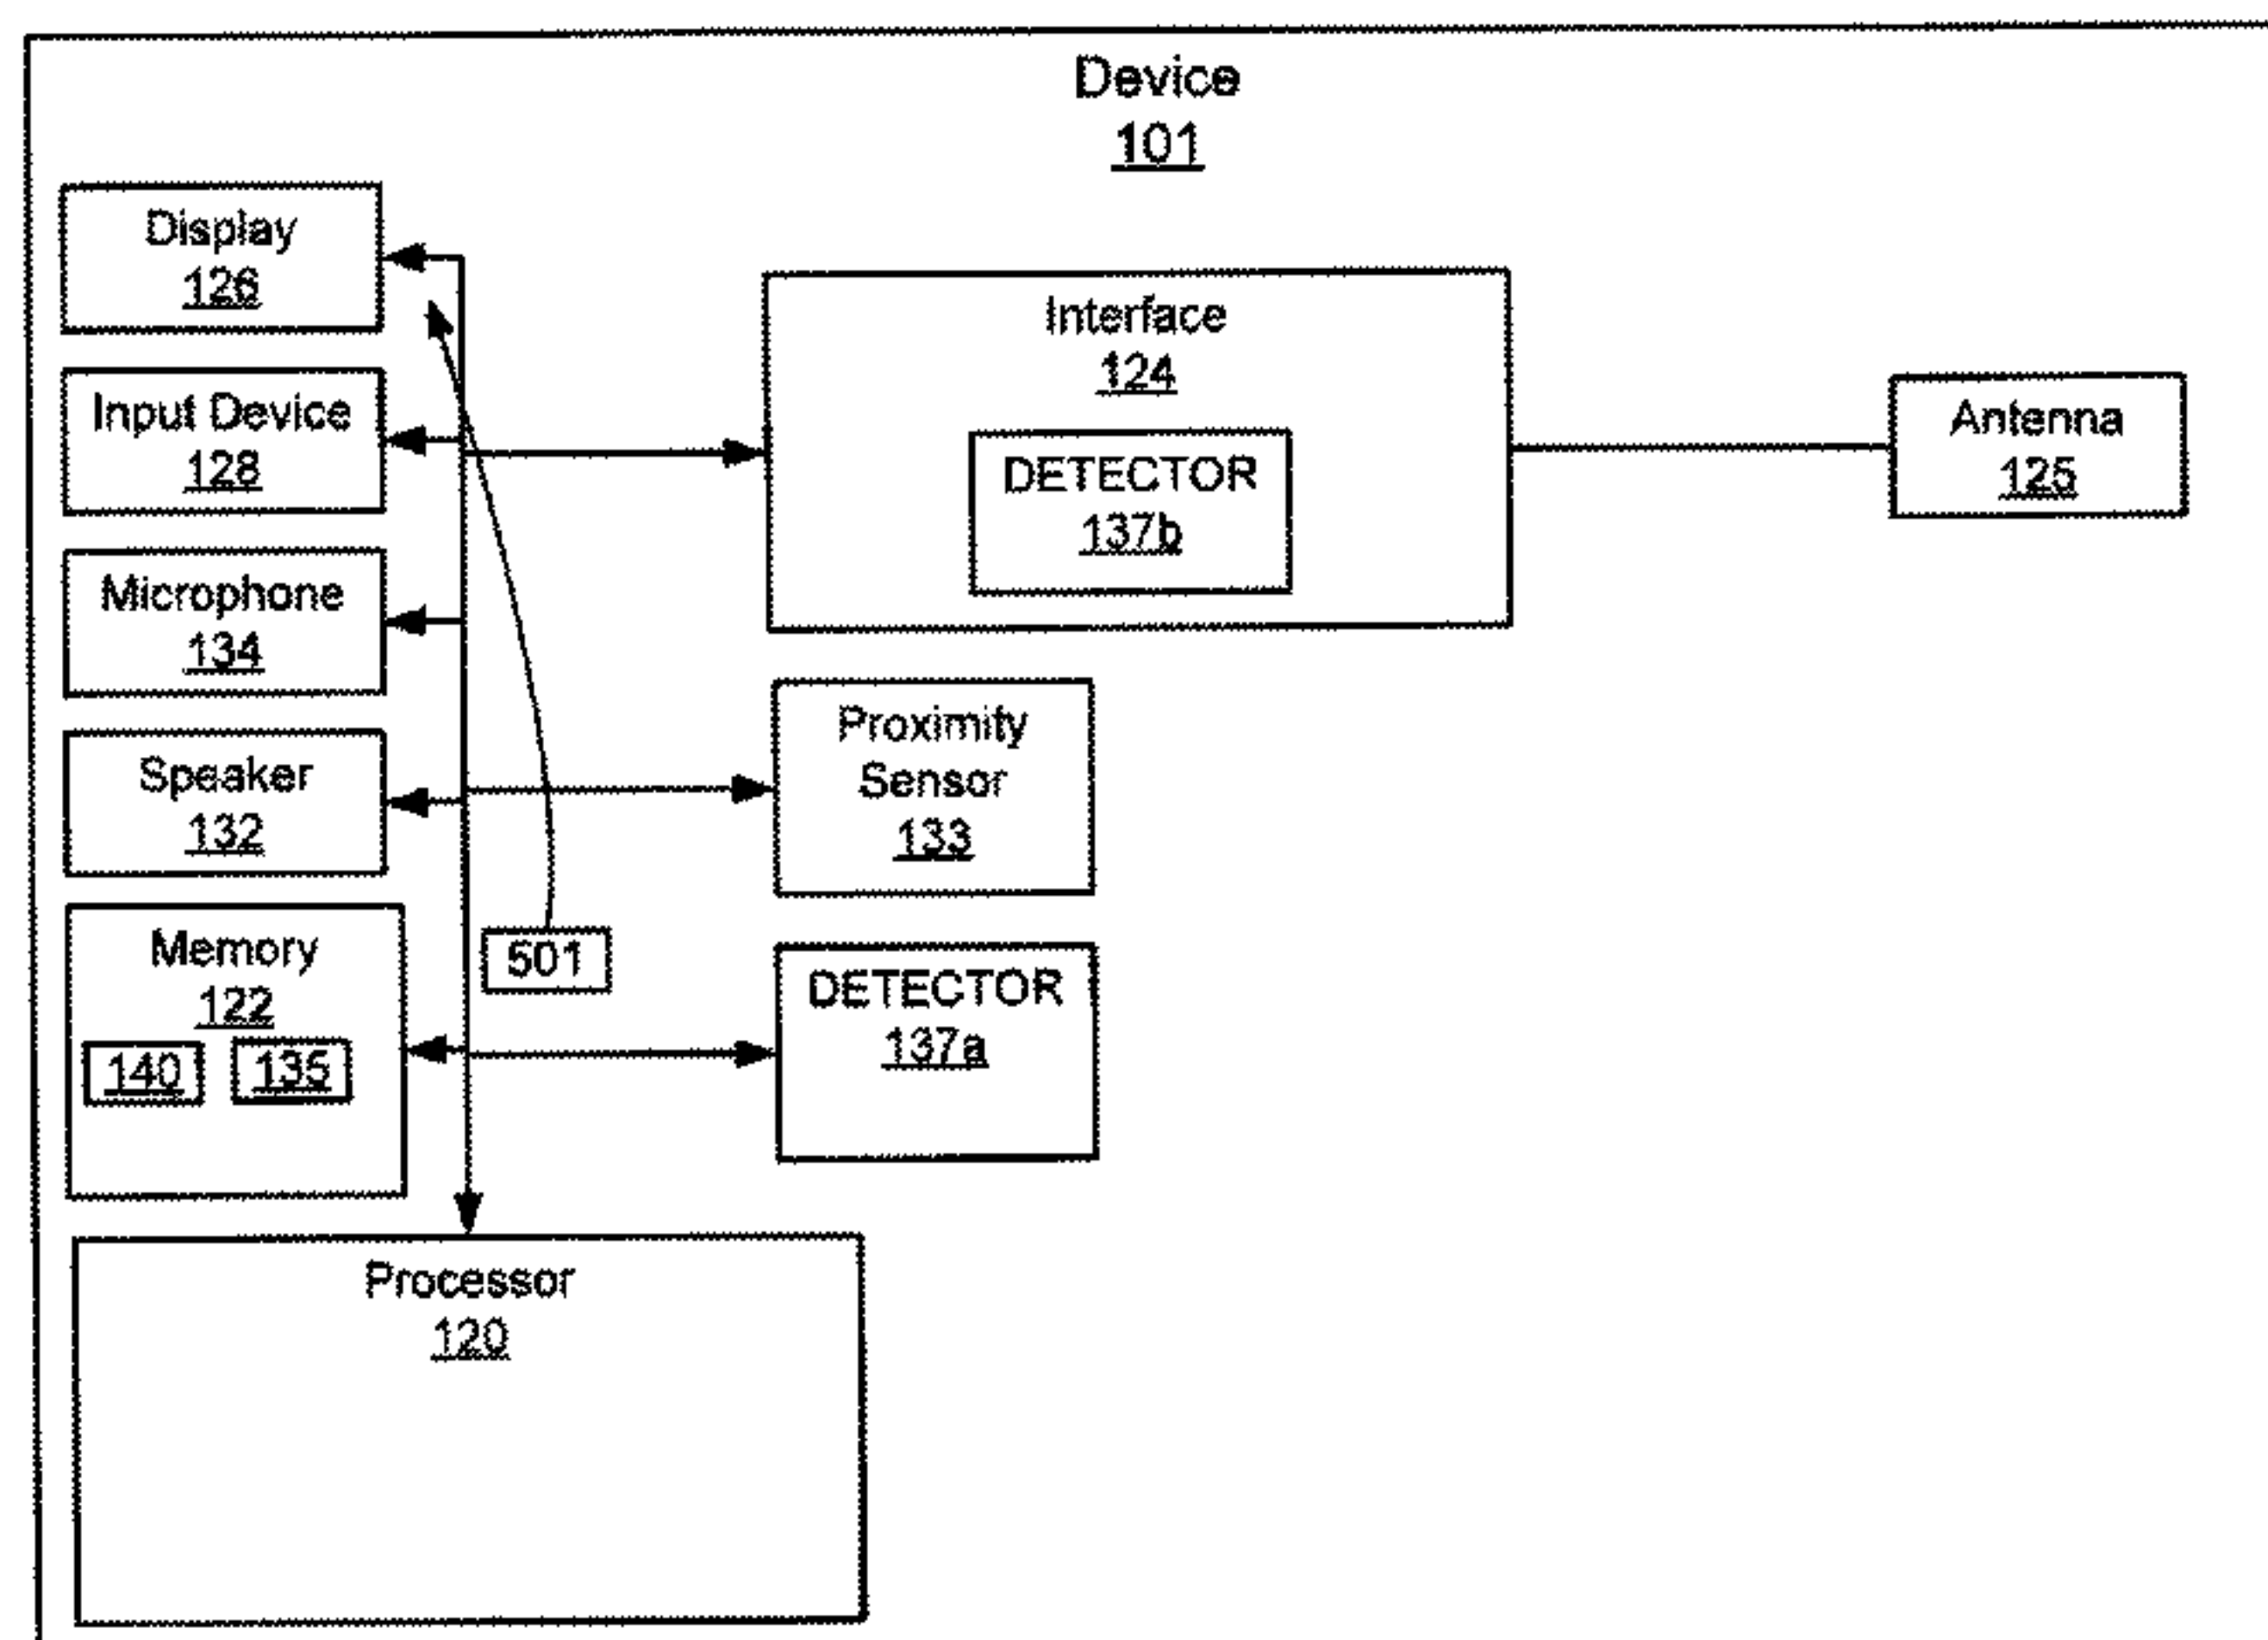 Device
101
Display
126
Input Device
128
Microphone
134
Speaker
132
Memory
122
140 135
Interface
124
DETECTOR
137b
Antenna
125
Proximity
Sensor
133
501
DETECTOR
137a
Processor
120